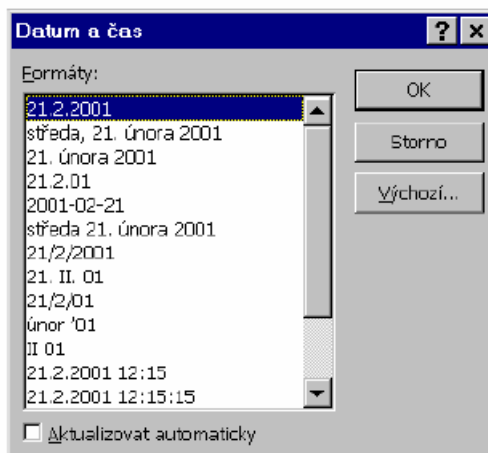 Datum a čas
Formáty:
21.2.2001
středa, 21. února 2001
21. února 2001
21.2.01
2001-02-21
středa 21. února 2001
21/2/2001
21. II. 01
21/2/01
únor '01
II 01
21.2.2001 12:15
21.2.2001 12:15:15
Aktualizovat automaticky
OK
Storno
Výchozí...